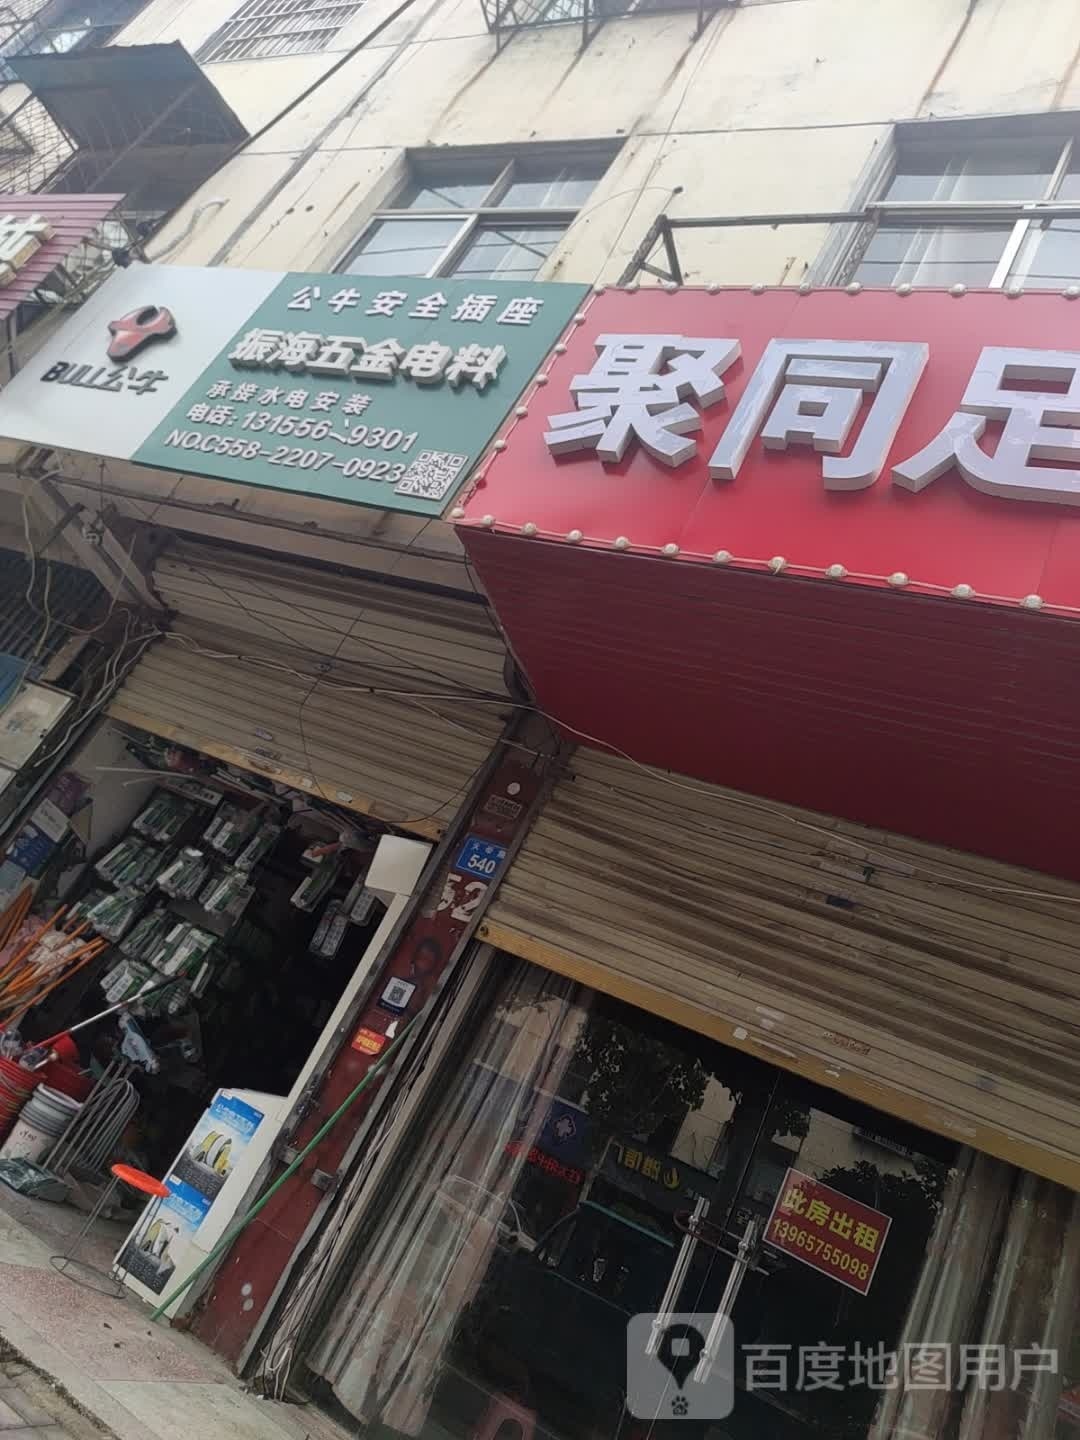 公牛安全插座
BULL公牛
振海五金电料
承接水电安装
电话:131556、9301
NO.C558-2207-0923
聚同足
540
52
此房出租
13965755098
百度地图用户